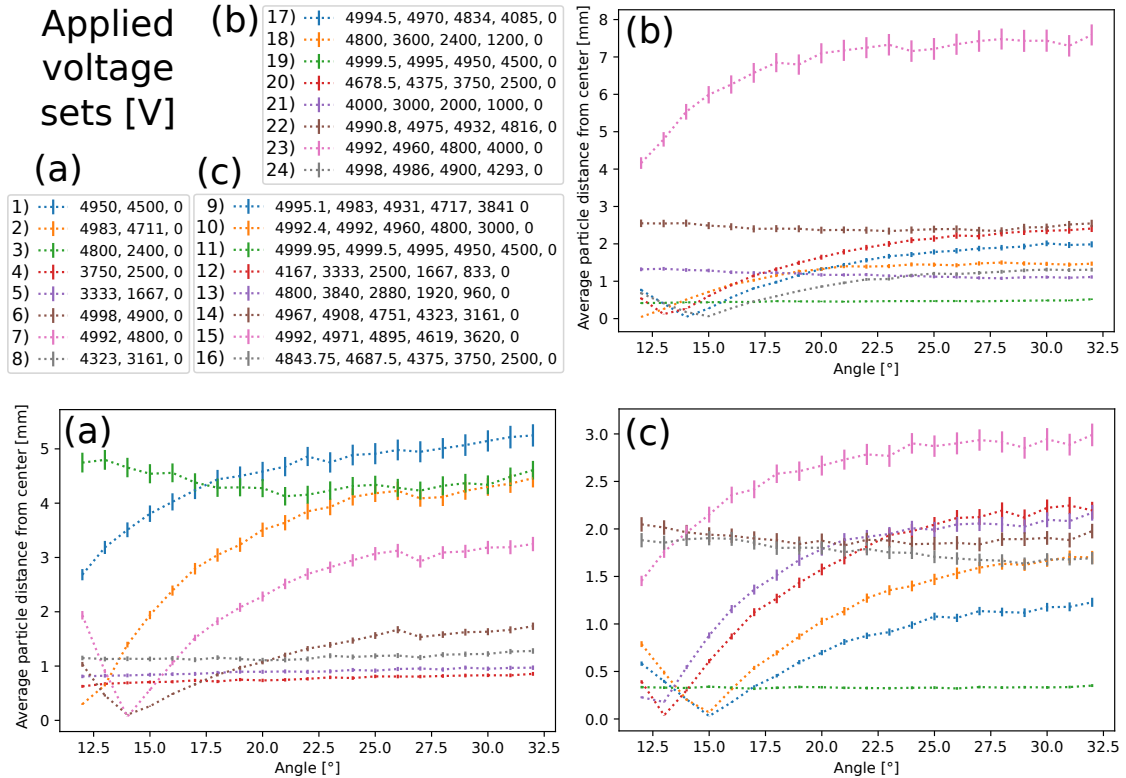 Applied
voltage
sets [V]
(b)
17) 4994.5, 4970, 4834, 4085, 0
18) 4800, 3600, 2400, 1200, 0
19) 4999.5, 4995, 4950, 4500, 0
20) 4678.5, 4375, 3750, 2500, 0
21) 4000, 3000, 2000, 1000, 0
22) 4990.8, 4975, 4932, 4816, 0
23) 4992, 4960, 4800, 4000, 0
24) 4998, 4986, 4900, 4293, 0
(a)
1) 4950, 4500, 0
2) 4983, 4711, 0
3) 4800, 2400, 0
4) 3750, 2500, 0
5) 3333, 1667, 0
6) 4998, 4900, 0
7) 4992, 4800, 0
8) 4323, 3161, 0
(c)
9) 4995.1, 4983, 4931, 4717, 3841 0
10) 4992.4, 4992, 4960, 4800, 3000, 0
11) 4999.95, 4999.5, 4995, 4950, 4500, 0
12) 4167, 3333, 2500, 1667, 833, 0
13) 4800, 3840, 2880, 1920, 960, 0
14) 4967, 4908, 4751, 4323, 3161, 0
15) 4992, 4971, 4895, 4619, 3620, 0
16) 4843.75, 4687.5, 4375, 3750, 2500, 0
(b)
Average particle distance from center [mm]
8
7
6
5
4
3
2
1
0
12.5 15.0 17.5 20.0 22.5 25.0 27.5 30.0 32.5
Angle [°]
(a)
Average particle distance from center [mm]
5
4
3
2
1
0
12.5 15.0 17.5 20.0 22.5 25.0 27.5 30.0 32.5
Angle [°]
(c)
3.0
2.5
2.0
1.5
1.0
0.5
0.0
12.5 15.0 17.5 20.0 22.5 25.0 27.5 30.0 32.5
Angle [°]